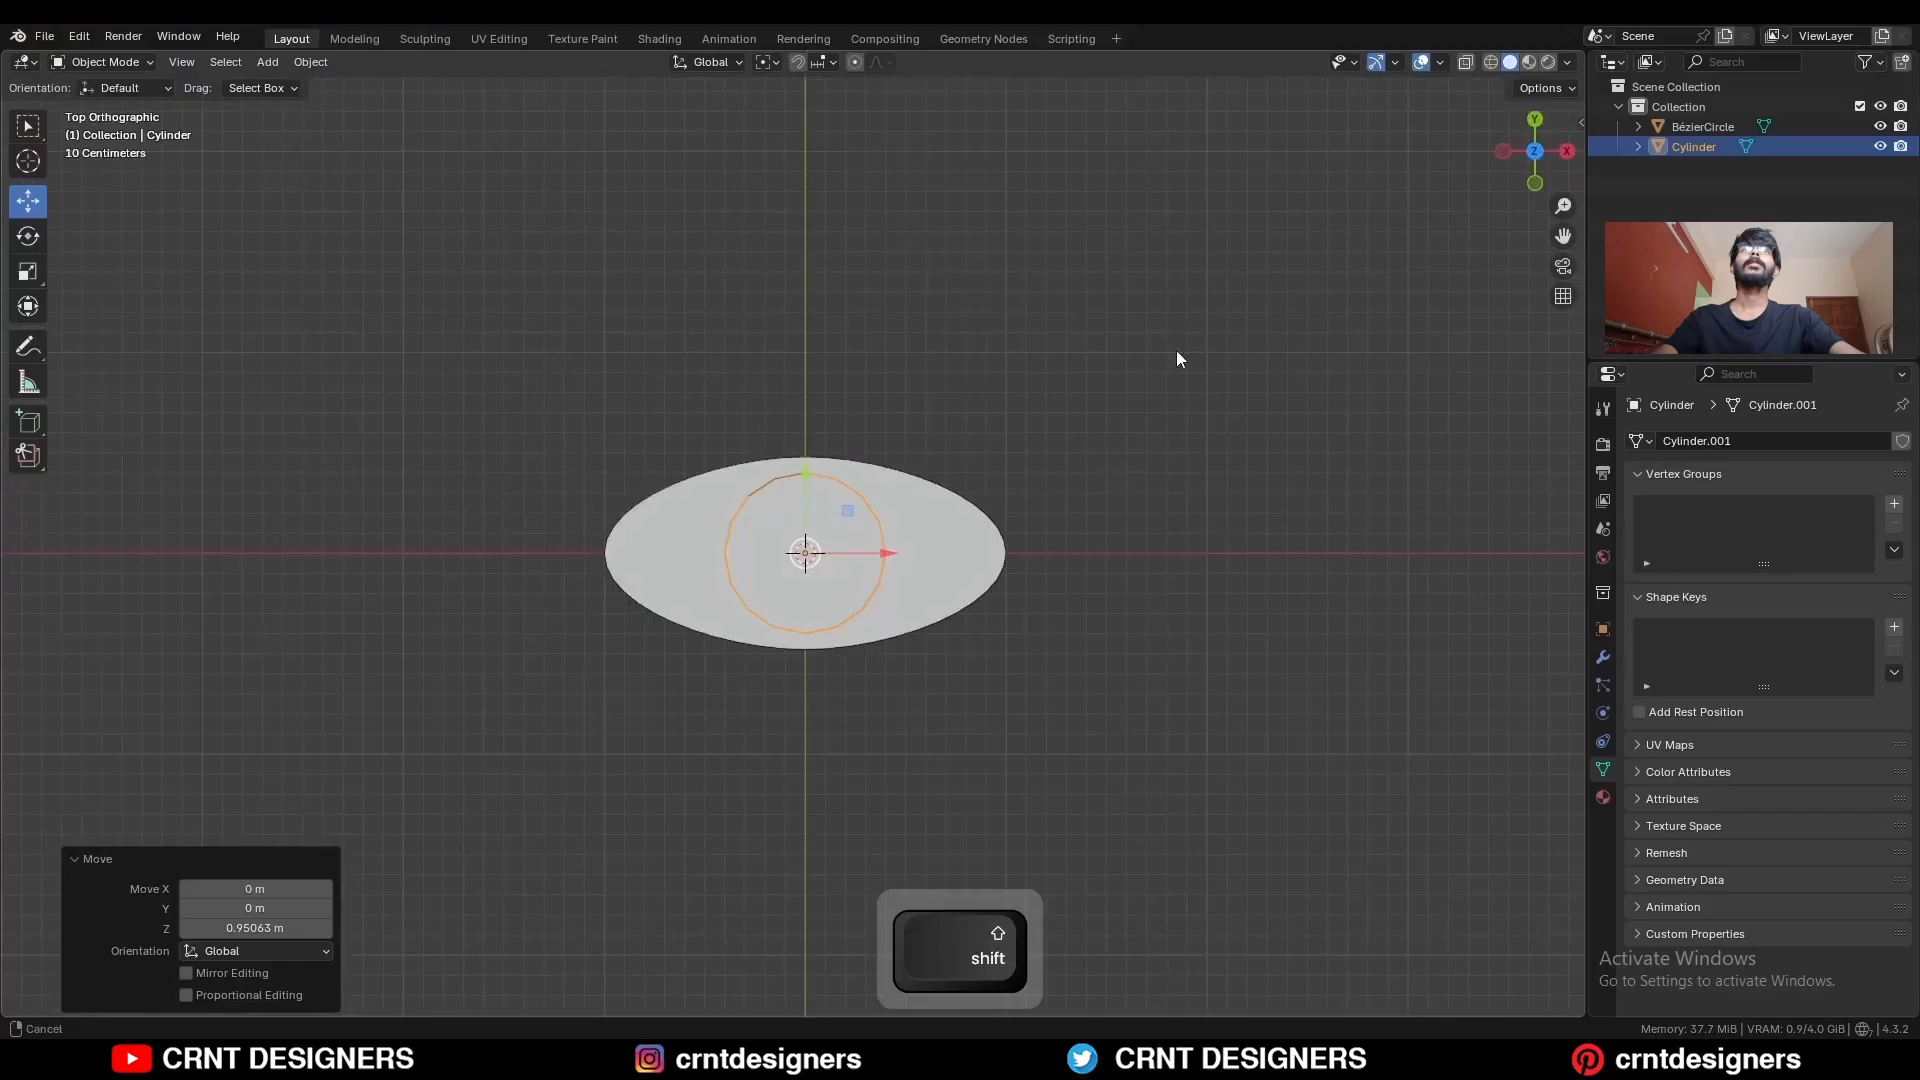 File Edit Render Window Help Layout Modeling Sculpting UV Editing Texture Paint Shading Animation Rendering Compositing Geometry Nodes Scripting + Scene ViewLayer
Object Mode View Select Add Object Global Search
Orientation: Default Drag: Select Box Options
Top Orthographic
(1) Collection | Cylinder
10 Centimeters
Y
Z
X
Scene Collection
Collection
BézierCircle
Cylinder
Search
Cylinder > Cylinder.001
Cylinder.001
Vertex Groups
Shape Keys
Add Rest Position
UV Maps
Color Attributes
Attributes
Texture Space
Remesh
Geometry Data
Animation
Custom Properties
Activate Windows
Go to Settings to activate Windows.
Move
Move X 0 m
Y 0 m
Z 0.95063 m
Orientation Global
Mirror Editing
Proportional Editing
shift
Cancel
Memory: 37.7 MiB | VRAM: 0.9/4.0 GiB | 4.3.2
CRNT DESIGNERS crntdesigners CRNT DESIGNERS crntdesigners